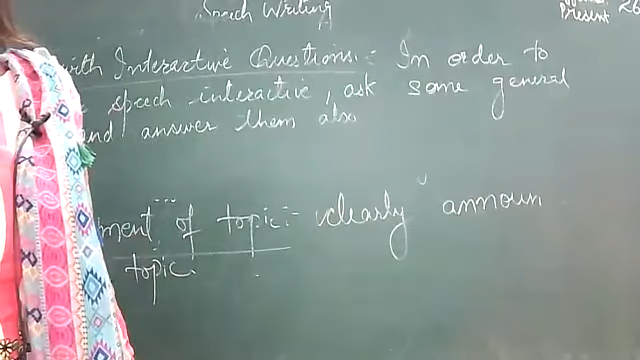 Speech Writing
Present 26
with Interactive Questions :- In order to
speech interactive, ask some general
and answer them also
ment of topic :- clearly announ
topic.